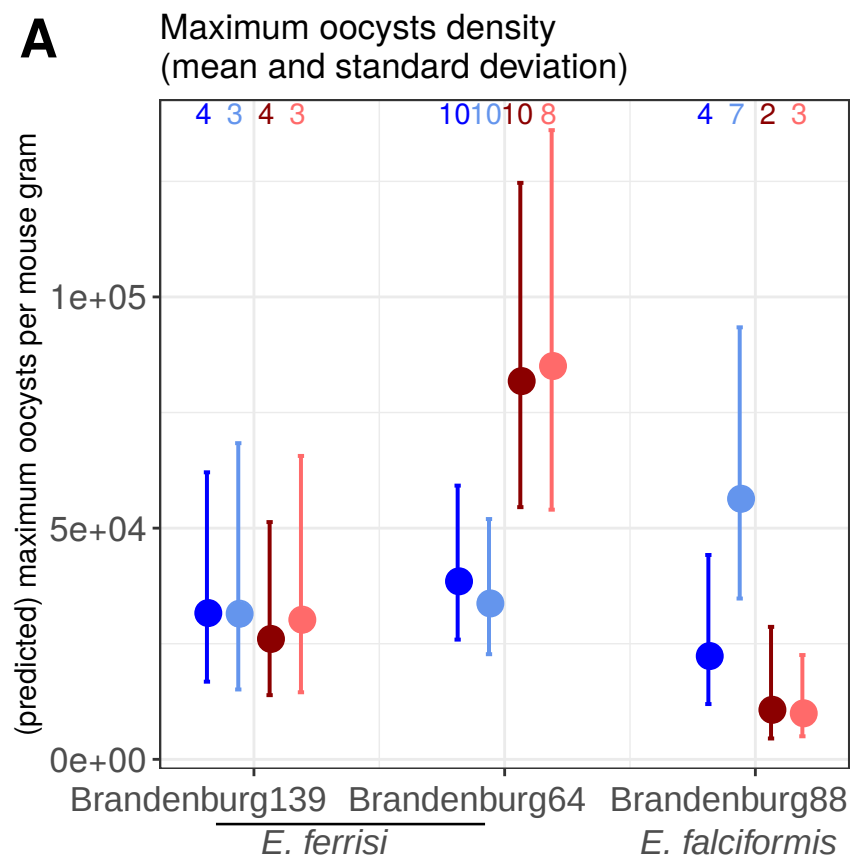 A
Maximum oocysts density
(mean and standard deviation)
4 3 4 3 10 10 10 8 4 7 2 3
(predicted) maximum oocysts per mouse gram
1e+05
5e+04
0e+00
Brandenburg139 Brandenburg64 Brandenburg88
E. ferrisi E. falciformis